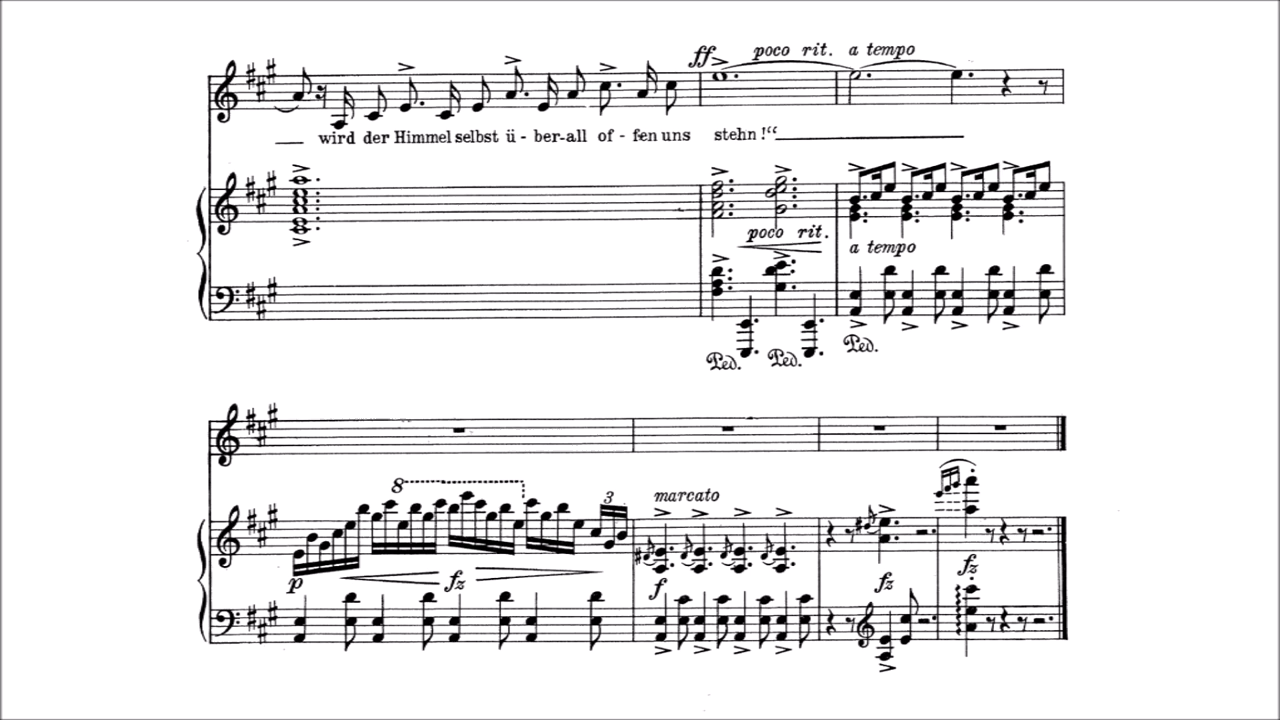 ff poco rit. a tempo
wird der Himmel selbst ü - ber-all of - fen uns stehn!“
poco rit.
a tempo
Ped. Ped. Ped.
8
3
marcato
p fz f fz fz